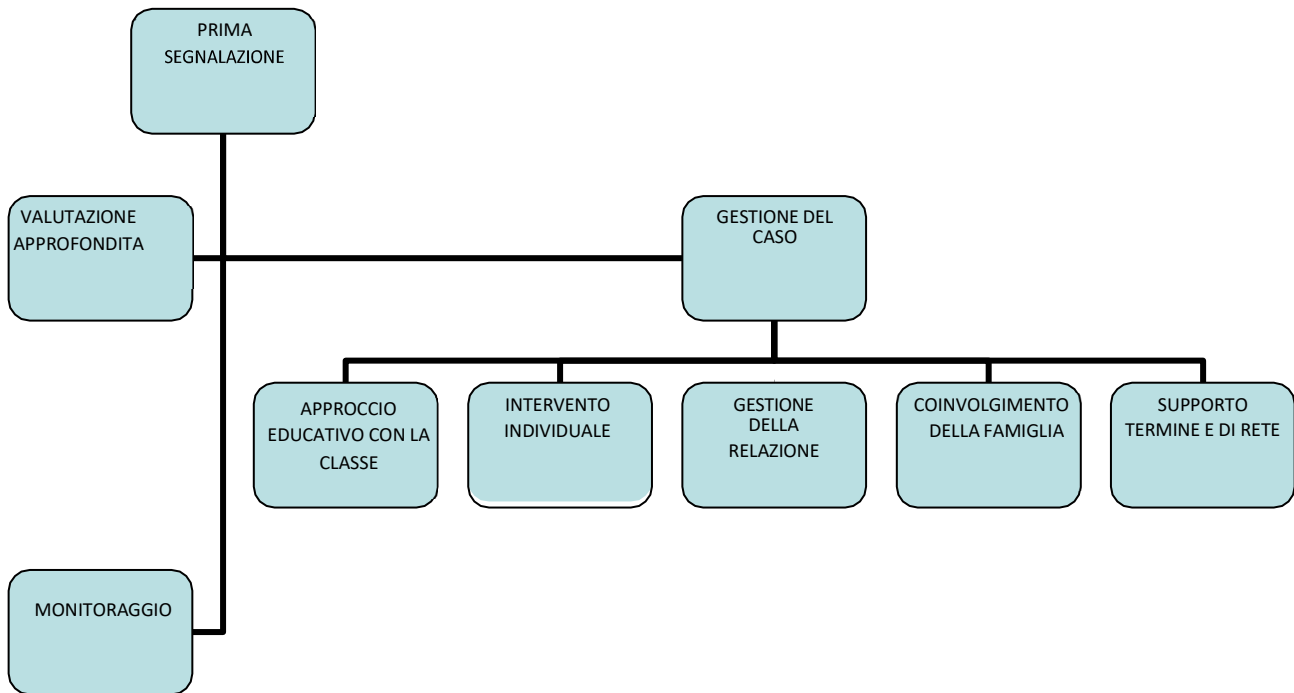 PRIMA
SEGNALAZIONE
VALUTAZIONE
APPROFONDITA
GESTIONE DEL
CASO
APPROCCIO
EDUCATIVO CON LA
CLASSE
INTERVENTO
INDIVIDUALE
GESTIONE
DELLA
RELAZIONE
COINVOLGIMENTO
DELLA FAMIGLIA
SUPPORTO
TERMINE E DI RETE
MONITORAGGIO